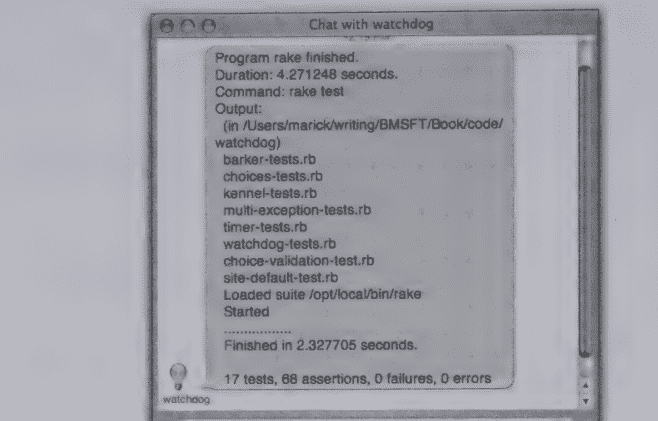 Chat with watchdog
Program rake finished.
Duration: 4.271248 seconds.
Command: rake test
Output:
(in /Users/marick/writing/BMSFT/Book/code/
watchdog)
barker-tests.rb
choices-tests.rb
kennel-tests.rb
multi-exception-tests.rb
timer-tests.rb
watchdog-tests.rb
choice-validation-test.rb
site-default-test.rb
Loaded suite /opt/local/bin/rake
Started
.................
Finished in 2.327705 seconds.
17 tests, 68 assertions, 0 failures, 0 errors
watchdog